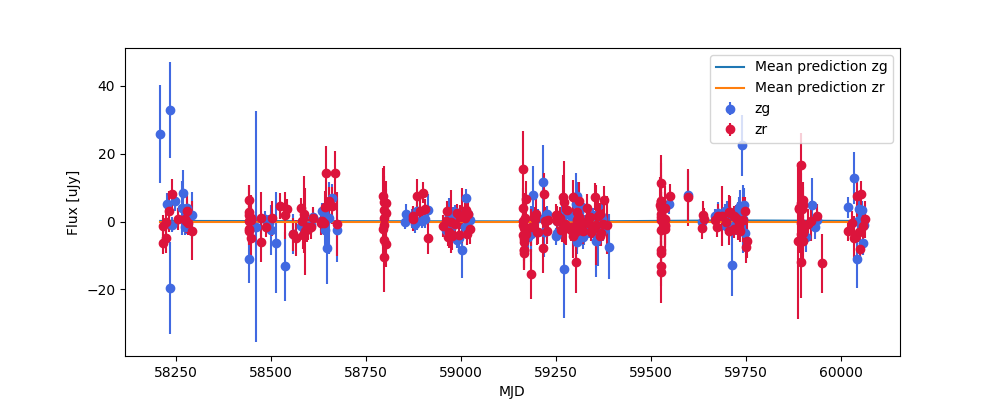 Flux [uJy]
40
20
0
−20
58250 58500 58750 59000 59250 59500 59750 60000
MJD
Mean prediction zg
Mean prediction zr
zg
zr